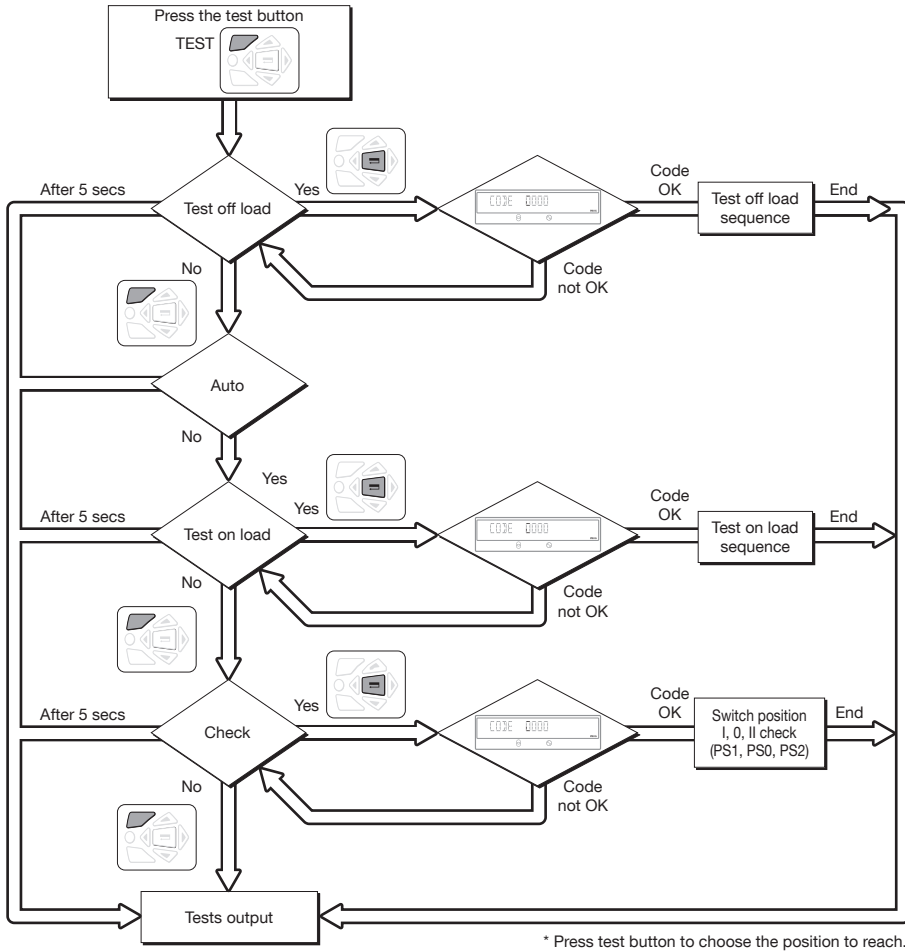 Press the test button
TEST
After 5 secs
Test off load
Yes
CODE 0000
Code
OK
Test off load
sequence
End
No
Code
not OK
Auto
No
Yes
After 5 secs
Test on load
Yes
CODE 0000
Code
OK
Test on load
sequence
End
No
Code
not OK
After 5 secs
Check
Yes
CODE 0000
Code
OK
Switch position
I, 0, II check
(PS1, PS0, PS2)
End
No
Code
not OK
Tests output
* Press test button to choose the position to reach.